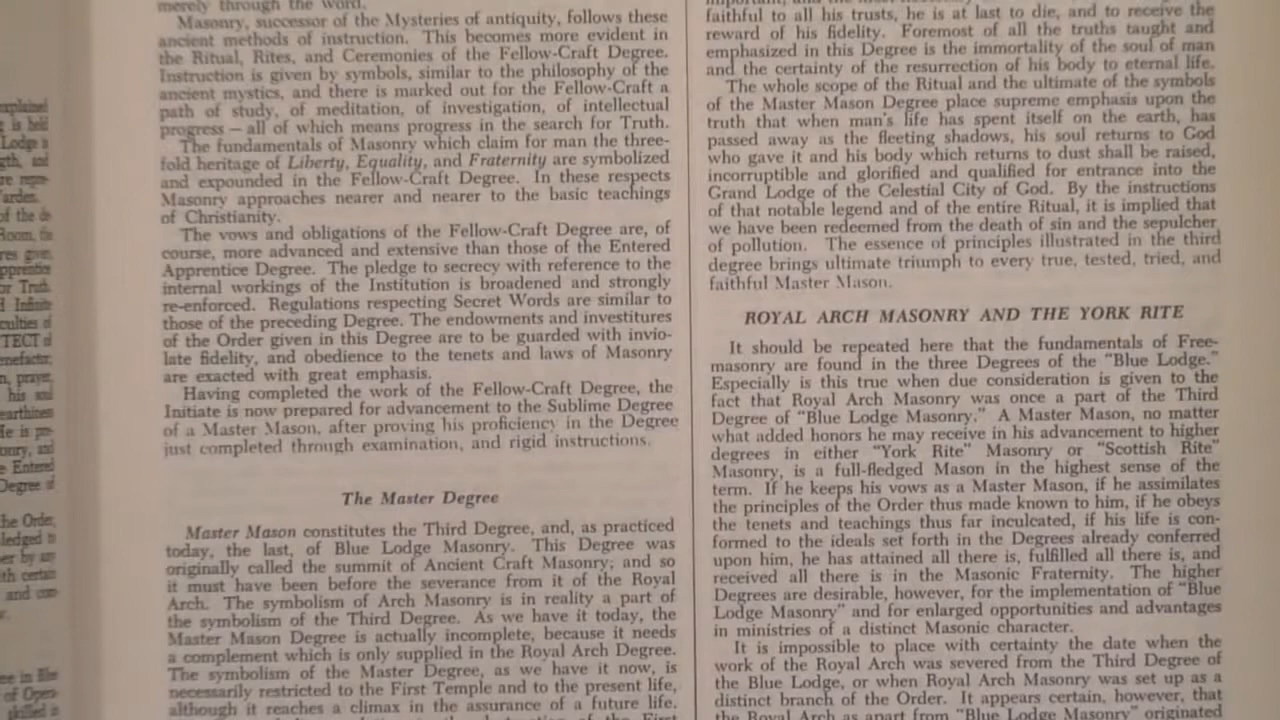 merely through the word.
Masonry, successor of the Mysteries of antiquity, follows these
ancient methods of instruction. This becomes more evident in
the Ritual, Rites, and Ceremonies of the Fellow-Craft Degree.
Instruction is given by symbols, similar to the philosophy of the
ancient mystics, and there is marked out for the Fellow-Craft a
path of study, of meditation, of investigation, of intellectual
progress — all of which means progress in the search for Truth.
The fundamentals of Masonry which claim for man the three-
fold heritage of Liberty, Equality, and Fraternity are symbolized
and expounded in the Fellow-Craft Degree. In these respects
Masonry approaches nearer and nearer to the basic teachings
of Christianity.
The vows and obligations of the Fellow-Craft Degree are, of
course, more advanced and extensive than those of the Entered
Apprentice Degree. The pledge to secrecy with reference to the
internal workings of the Institution is broadened and strongly
re-enforced. Regulations respecting Secret Words are similar to
those of the preceding Degree. The endowments and investitures
of the Order given in this Degree are to be guarded with invio-
late fidelity, and obedience to the tenets and laws of Masonry
are exacted with great emphasis.
Having completed the work of the Fellow-Craft Degree, the
Initiate is now prepared for advancement to the Sublime Degree
of a Master Mason, after proving his proficiency in the Degree
just completed through examination, and rigid instructions.
The Master Degree
Master Mason constitutes the Third Degree, and, as practiced
today, the last, of Blue Lodge Masonry. This Degree was
originally called the summit of Ancient Craft Masonry; and so
it must have been before the severance from it of the Royal
Arch. The symbolism of Arch Masonry is in reality a part of
the symbolism of the Third Degree. As we have it today, the
Master Mason Degree is actually incomplete, because it needs
a complement which is only supplied in the Royal Arch Degree.
The symbolism of the Master Degree, as we have it now, is
necessarily restricted to the First Temple and to the present life,
although it reaches a climax in the assurance of a future life.
faithful to all his trusts, he is at last to die, and to receive the
reward of his fidelity. Foremost of all the truths taught and
emphasized in this Degree is the immortality of the soul of man
and the certainty of the resurrection of his body to eternal life.
The whole scope of the Ritual and the ultimate of the symbols
of the Master Mason Degree place supreme emphasis upon the
truth that when man's life has spent itself on the earth, has
passed away as the fleeting shadows, his soul returns to God
who gave it and his body which returns to dust shall be raised,
incorruptible and glorified and qualified for entrance into the
Grand Lodge of the Celestial City of God. By the instructions
of that notable legend and of the entire Ritual, it is implied that
we have been redeemed from the death of sin and the sepulcher
of pollution. The essence of principles illustrated in the third
degree brings ultimate triumph to every true, tested, tried, and
faithful Master Mason.
ROYAL ARCH MASONRY AND THE YORK RITE
It should be repeated here that the fundamentals of Free-
masonry are found in the three Degrees of the "Blue Lodge."
Especially is this true when due consideration is given to the
fact that Royal Arch Masonry was once a part of the Third
Degree of "Blue Lodge Masonry." A Master Mason, no matter
what added honors he may receive in his advancement to higher
degrees in either "York Rite" Masonry or "Scottish Rite"
Masonry, is a full-fledged Mason in the highest sense of the
term. If he keeps his vows as a Master Mason, if he assimilates
the principles of the Order thus made known to him, if he obeys
the tenets and teachings thus far inculcated, if his life is con-
formed to the ideals set forth in the Degrees already conferred
upon him, he has attained all there is, fulfilled all there is, and
received all there is in the Masonic Fraternity. The higher
Degrees are desirable, however, for the implementation of "Blue
Lodge Masonry" and for enlarged opportunities and advantages
in ministries of a distinct Masonic character.
It is impossible to place with certainty the date when the
work of the Royal Arch was severed from the Third Degree of
the Blue Lodge, or when Royal Arch Masonry was set up as a
distinct branch of the Order. It appears certain, however, that
the Royal Arch as apart from "Blue Lodge Masonry" originated